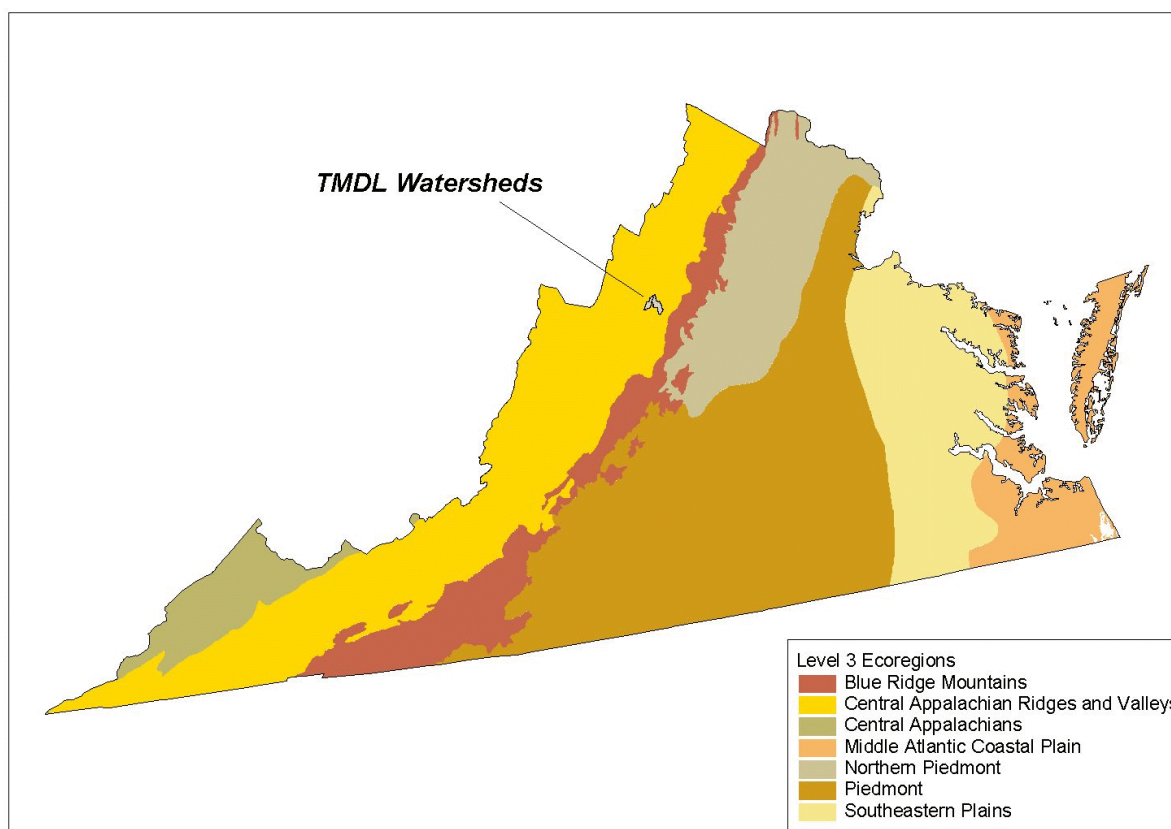 TMDL Watersheds
Level 3 Ecoregions
Blue Ridge Mountains
Central Appalachian Ridges and Valleys
Central Appalachians
Middle Atlantic Coastal Plain
Northern Piedmont
Piedmont
Southeastern Plains